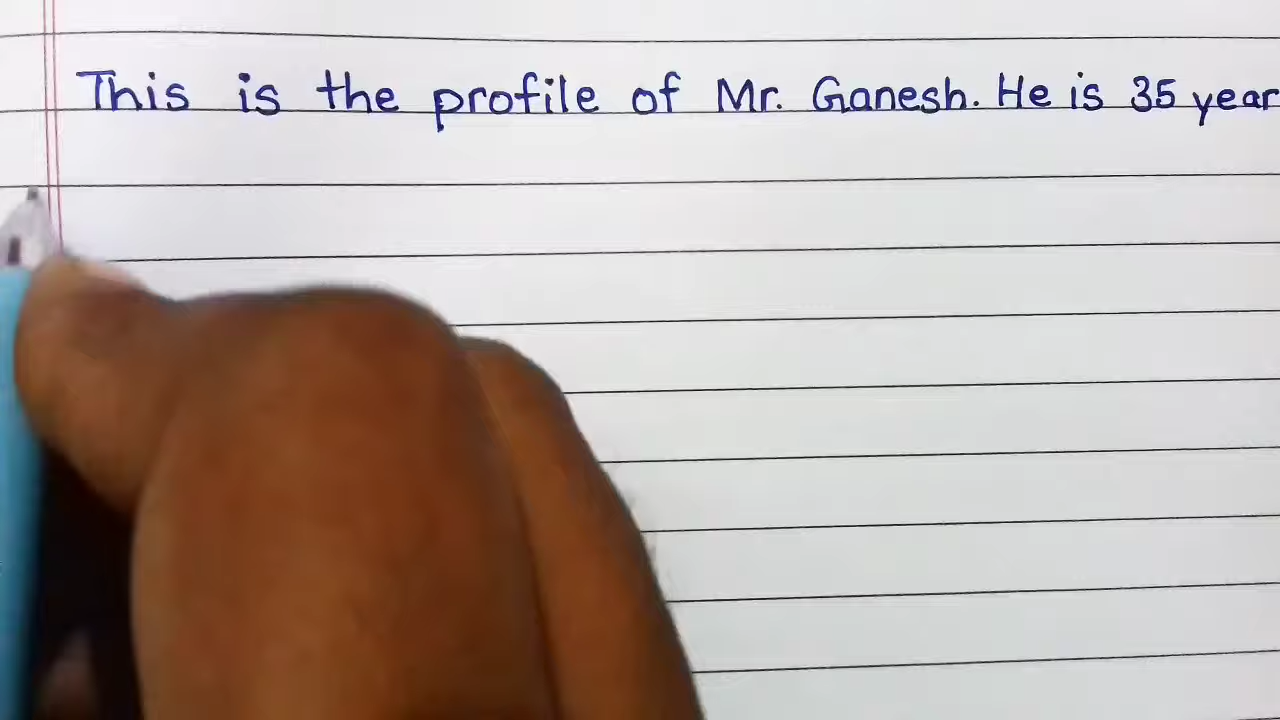 This is the profile of Mr. Ganesh. He is 35 year